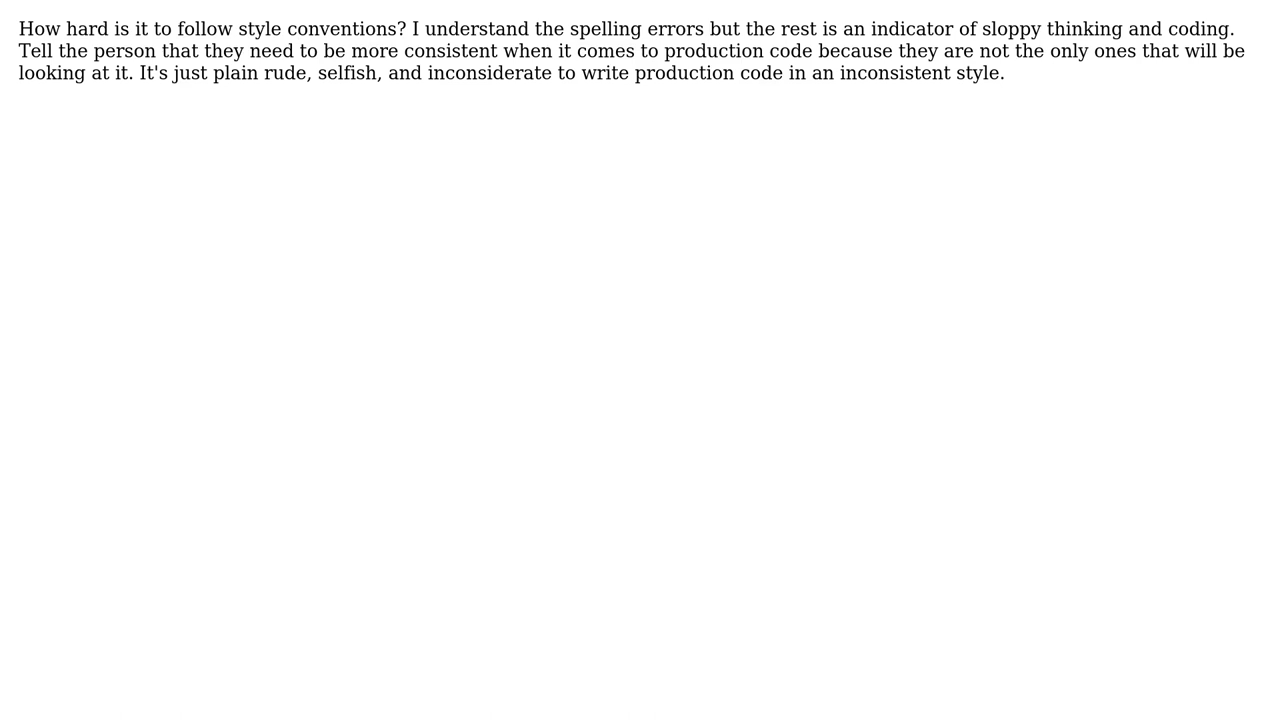 How hard is it to follow style conventions? I understand the spelling errors but the rest is an indicator of sloppy thinking and coding.
Tell the person that they need to be more consistent when it comes to production code because they are not the only ones that will be
looking at it. It's just plain rude, selfish, and inconsiderate to write production code in an inconsistent style.